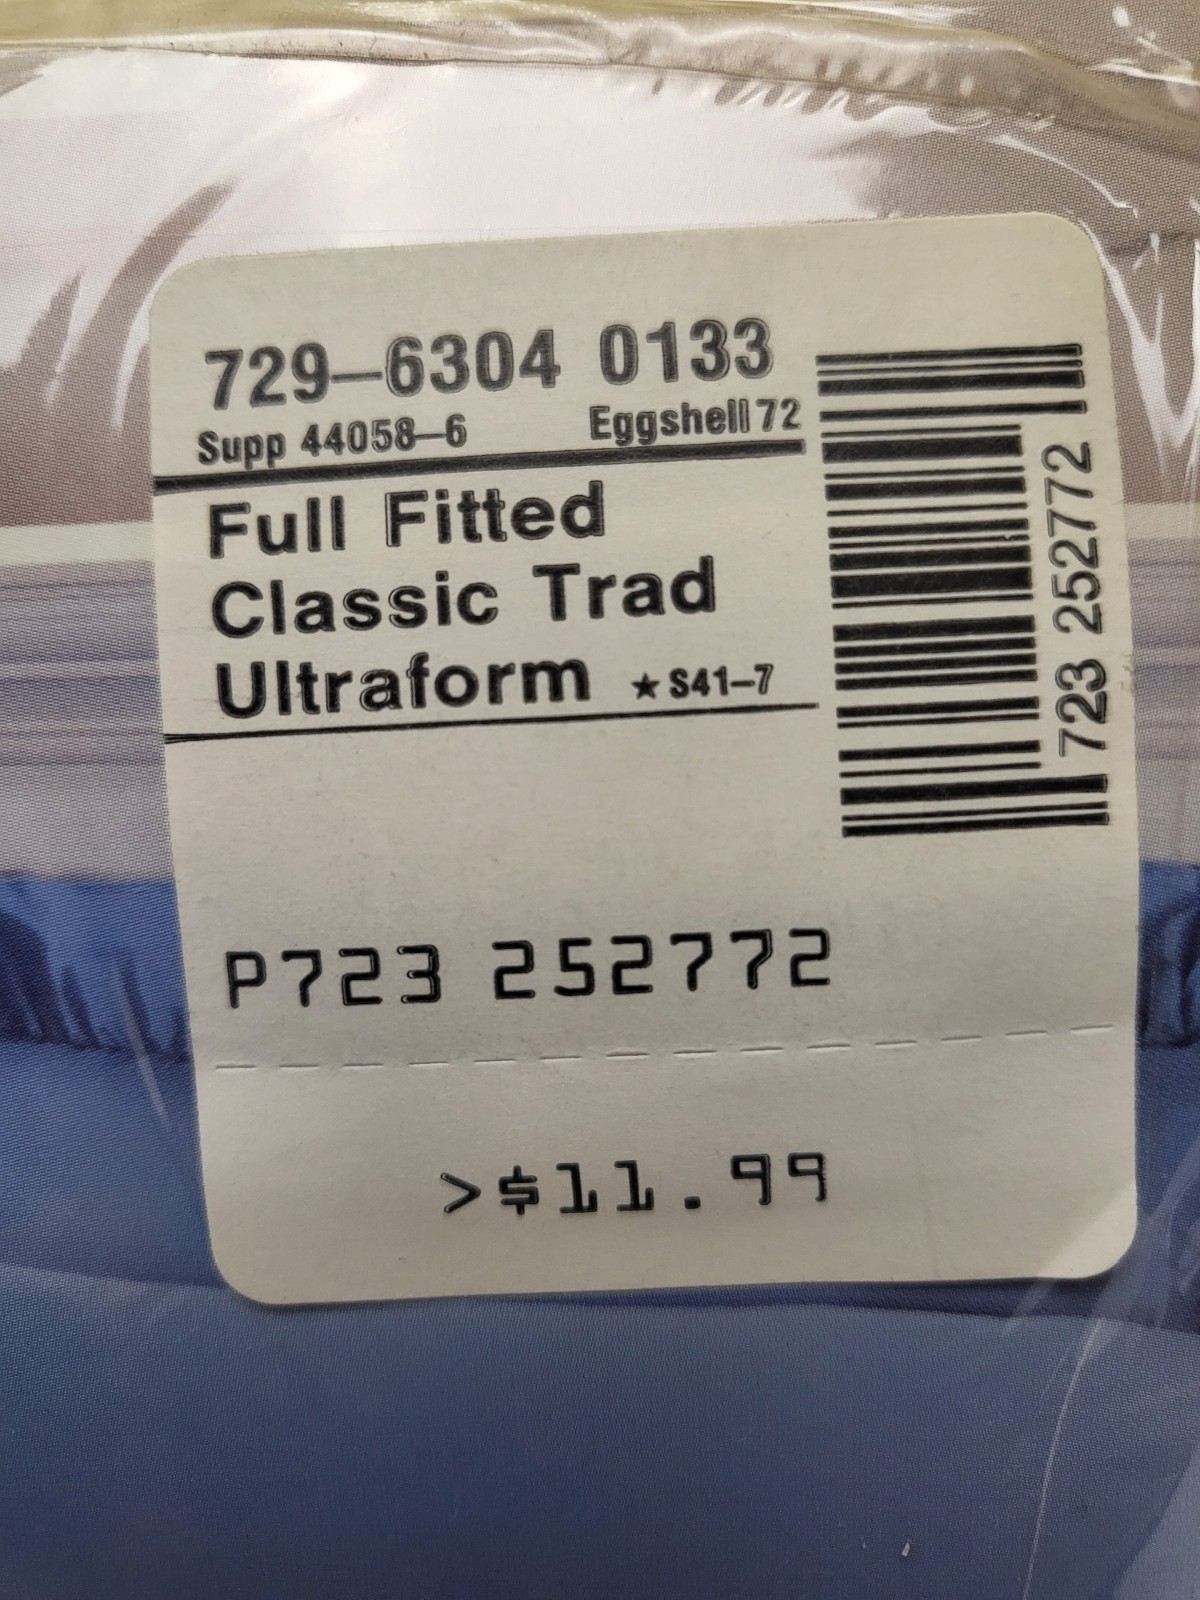 729-6304 0133
Supp 44058-6 Eggshell 72
Full Fitted
Classic Trad
Ultraform ★ S41-7
723 252772
P723 252772
>$11.99